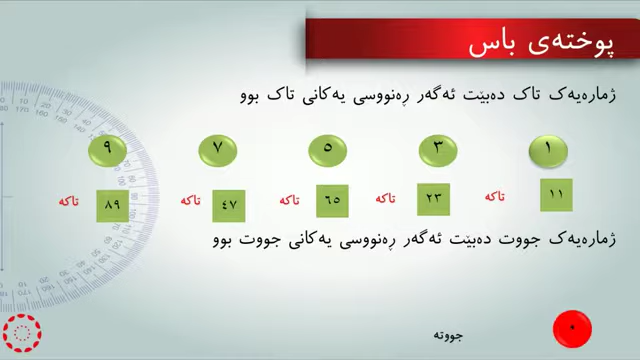 پوختەی باس
ژمارەیەک تاک دەبێت ئەگەر ڕەنووسی یەکانی تاک بوو
١ ٣ ٥ ٧ ٩
١١ تاکە ٢٣ تاکە ٦٥ تاکە ٤٧ تاکە ٨٩ تاکە
ژمارەیەک جووت دەبێت ئەگەر ڕەنووسی یەکانی جووت بوو
٠ جووتە